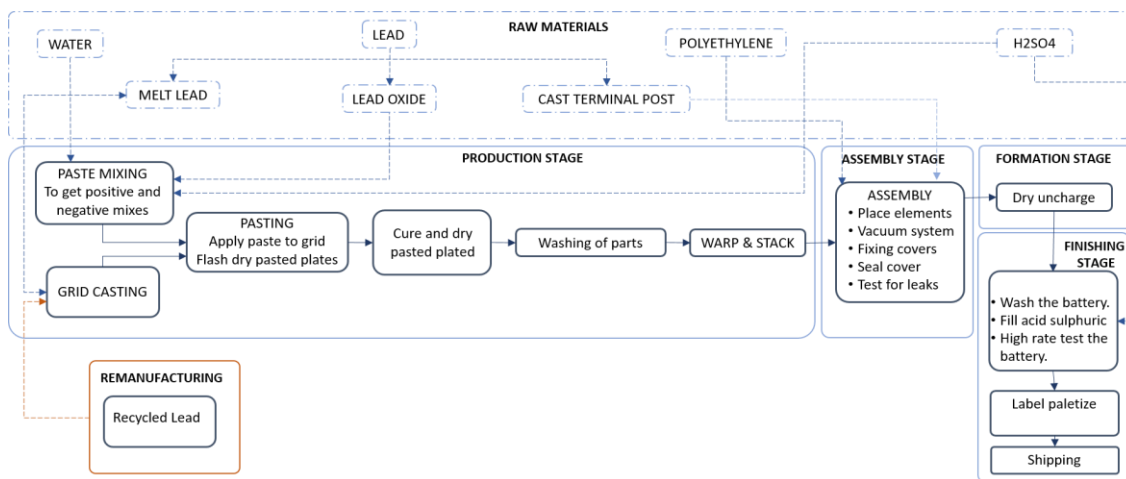 RAW MATERIALS
WATER
LEAD
POLYETHYLENE
H2SO4
MELT LEAD
LEAD OXIDE
CAST TERMINAL POST
PRODUCTION STAGE
PASTE MIXING
To get positive and
negative mixes
PASTING
Apply paste to grid
Flash dry pasted plates
Cure and dry
pasted plated
Washing of parts
WARP & STACK
GRID CASTING
ASSEMBLY STAGE
ASSEMBLY
• Place elements
• Vacuum system
• Fixing covers
• Seal cover
• Test for leaks
FORMATION STAGE
Dry uncharge
FINISHING
STAGE
• Wash the battery.
• Fill acid sulphuric
• High rate test the
battery.
Label paletize
Shipping
REMANUFACTURING
Recycled Lead